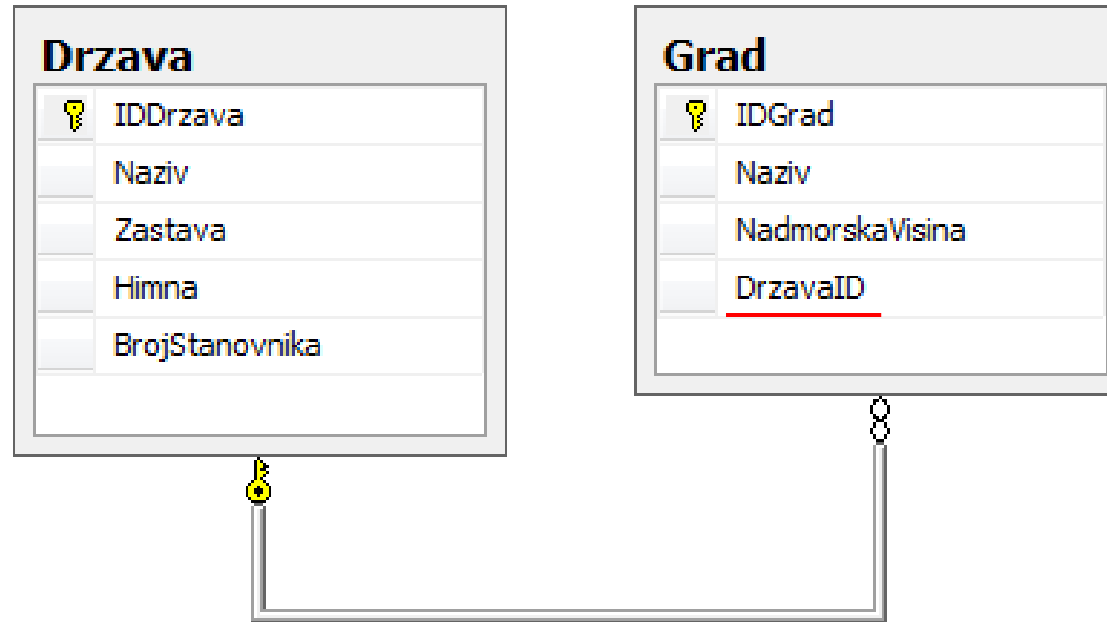 Drzava
IDDrzava
Naziv
Zastava
Himna
BrojStanovnika
Grad
IDGrad
Naziv
NadmorskaVisina
DrzavaID